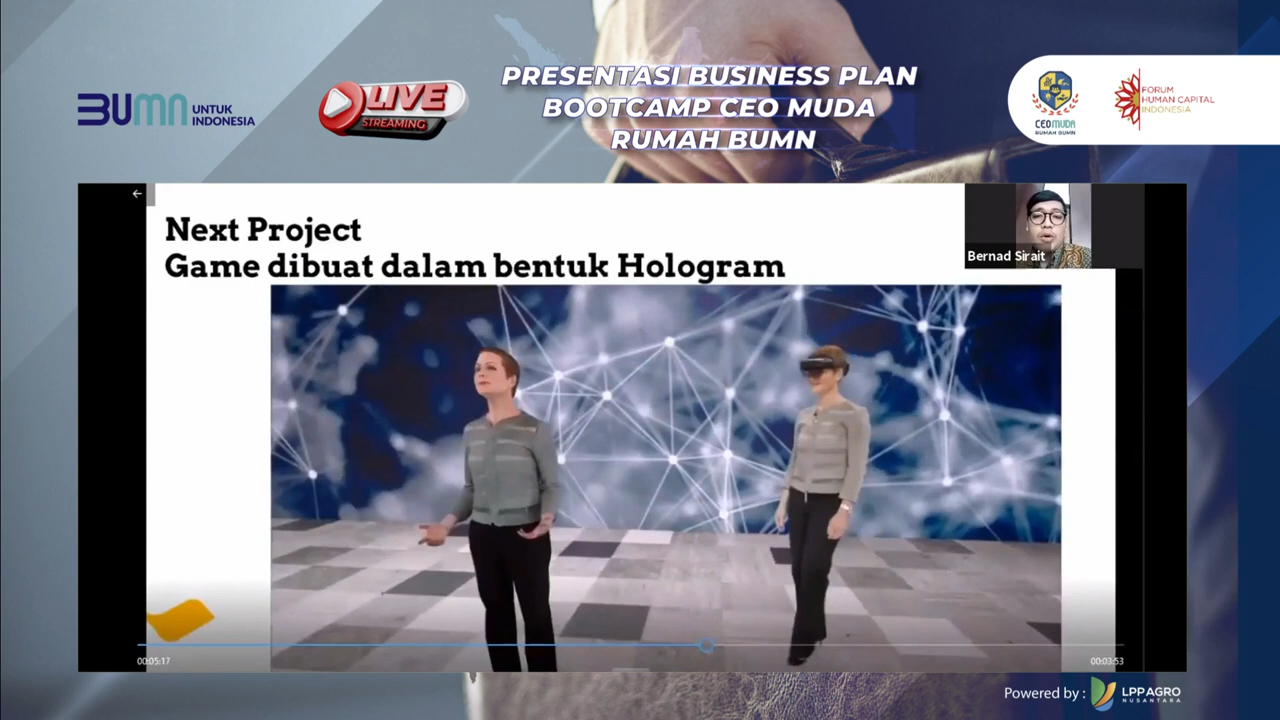 BUMN UNTUK
INDONESIA
LIVE
STREAMING
PRESENTASI BUSINESS PLAN
BOOTCAMP CEO MUDA
RUMAH BUMN
CEOMUDA
RUMAH BUMN
FORUM
HUMAN CAPITAL
INDONESIA
Next Project
Game dibuat dalam bentuk Hologram
Bernad Sirait
00:05:17
00:03:53
Powered by :
LPP AGRO
NUSANTARA